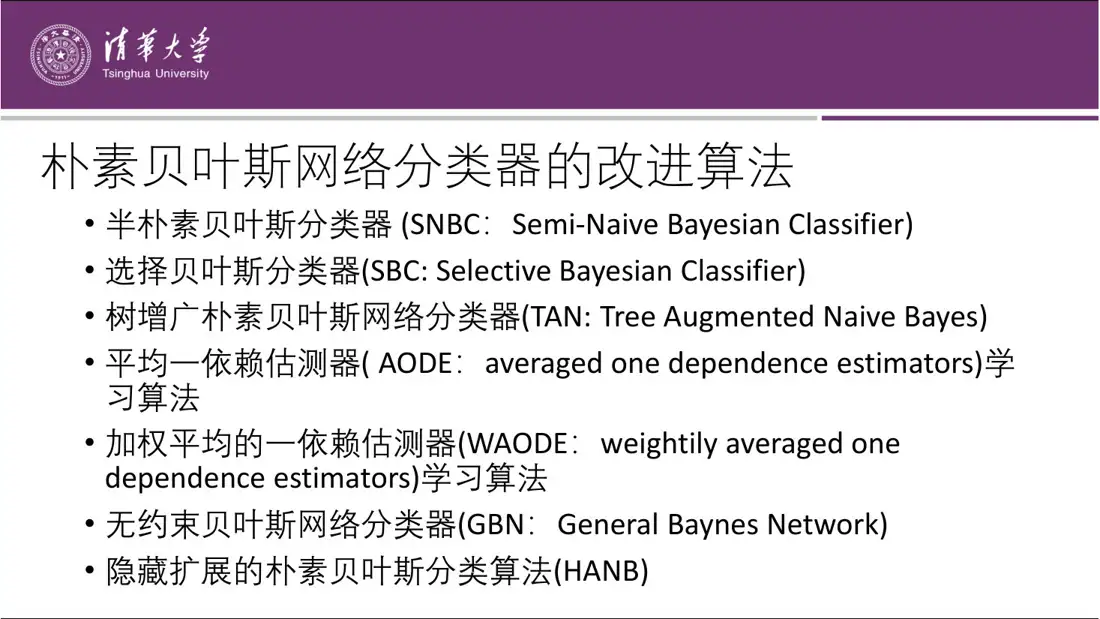 清华大学
Tsinghua University
朴素贝叶斯网络分类器的改进算法
• 半朴素贝叶斯分类器 (SNBC：Semi-Naive Bayesian Classifier)
• 选择贝叶斯分类器(SBC: Selective Bayesian Classifier)
• 树增广朴素贝叶斯网络分类器(TAN: Tree Augmented Naive Bayes)
• 平均一依赖估测器( AODE：averaged one dependence estimators)学
习算法
• 加权平均的一依赖估测器(WAODE：weightily averaged one
dependence estimators)学习算法
• 无约束贝叶斯网络分类器(GBN：General Baynes Network)
• 隐藏扩展的朴素贝叶斯分类算法(HANB)